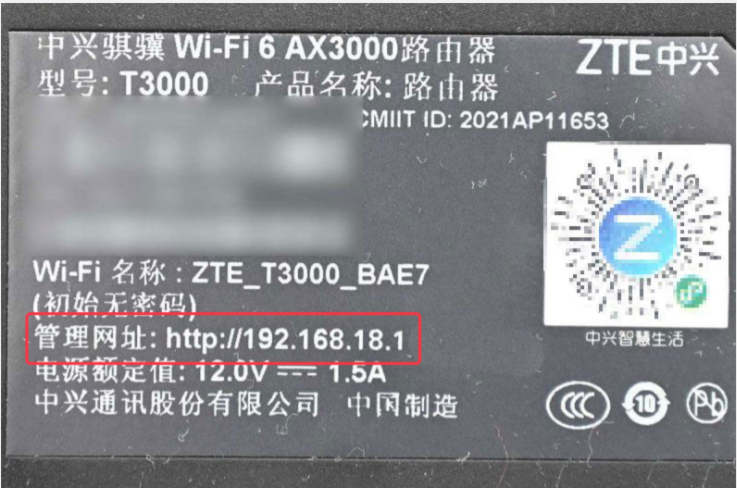 中兴骐骥 Wi-Fi 6 AX3000路由器
ZTE中兴
型号: T3000 产品名称: 路由器
CMIIT ID: 2021AP11653
Wi-Fi 名称 : ZTE_T3000_BAE7
(初始无密码)
管理网址: http://192.168.18.1
电源额定值: 12.0V 1.5A
中兴通讯股份有限公司 中国制造
中兴智慧生活
CCC
10
Pb